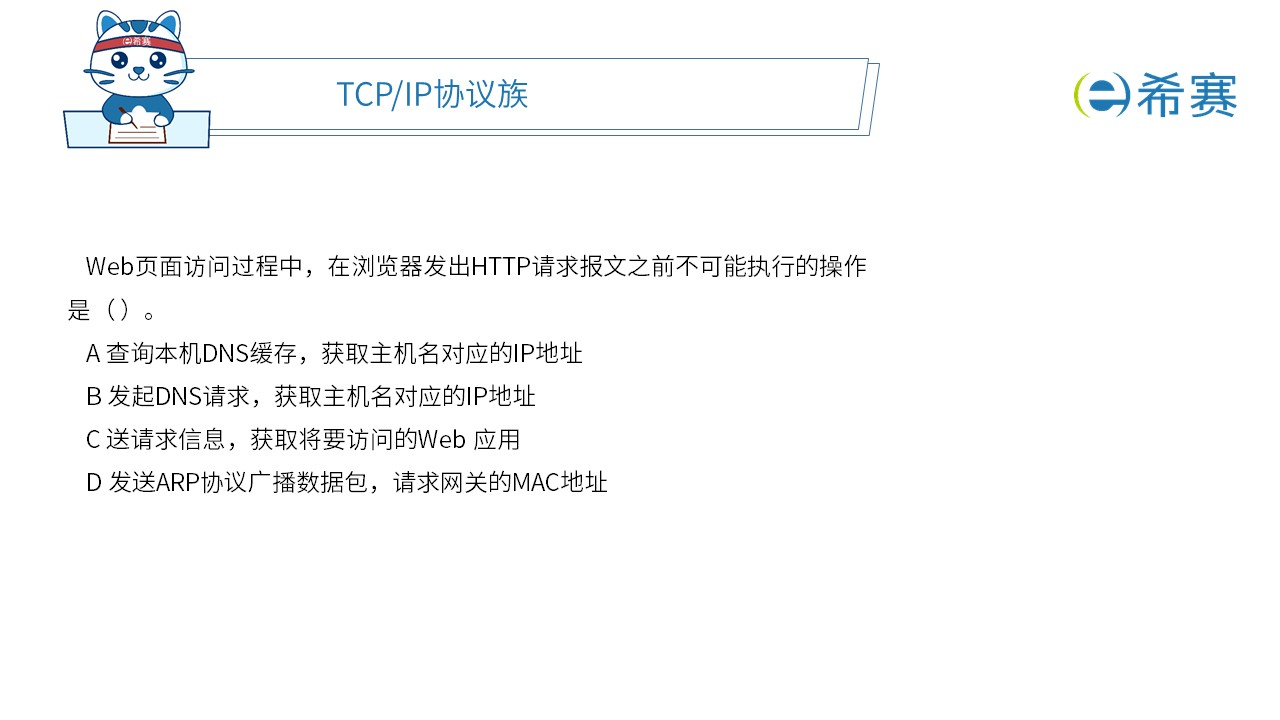 希赛
TCP/IP协议族
希赛
Web页面访问过程中，在浏览器发出HTTP请求报文之前不可能执行的操作
是（）。
A 查询本机DNS缓存，获取主机名对应的IP地址
B 发起DNS请求，获取主机名对应的IP地址
C 送请求信息，获取将要访问的Web 应用
D 发送ARP协议广播数据包，请求网关的MAC地址